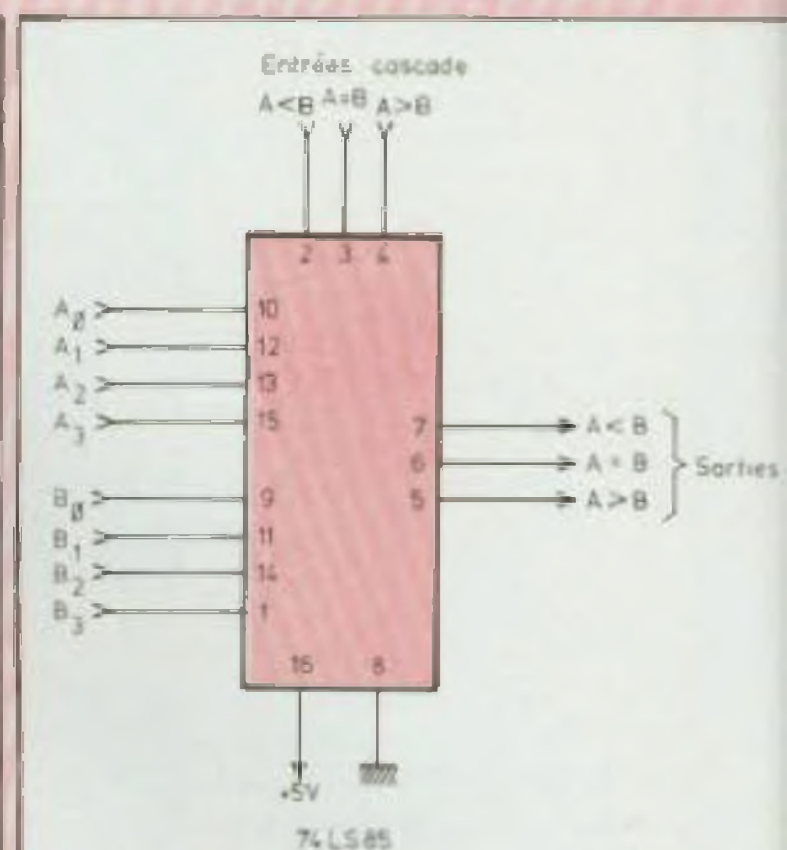 Entrées cascade
A<B A=B A>B
2 3 4
A0 10
A1 12
A2 13
A3 15
7 A<B
6 A=B Sorties
5 A>B
B0 9
B1 11
B2 14
B3 1
16 8
+5V
74LS85